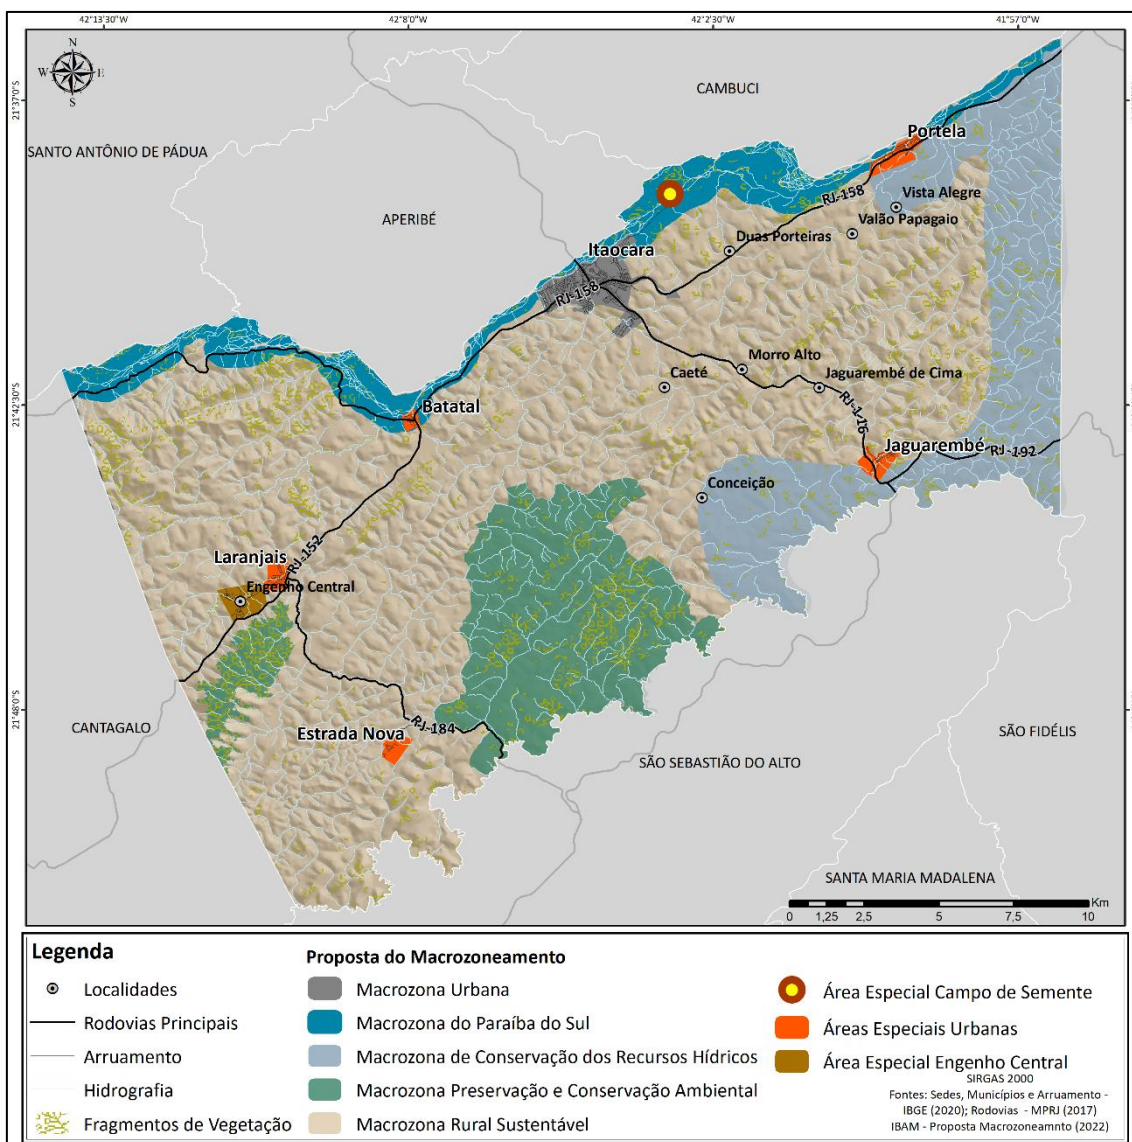 42°13'30"W
42°8'0"W
42°2'30"W
41°57'0"W
N
W
E
S
21°37'0"S
21°42'30"S
21°48'0"S
CAMBUCI
SANTO ANTÔNIO DE PÁDUA
APERIBÉ
Portela
Vista Alegre
RJ-158
Valão Papagaio
Duas Porteiras
Itaocara
RJ-158
Morro Alto
Caeté
Jaguarembé de Cima
Batatal
RJ-1-16
Jaguarembé
RJ-192
Conceição
Laranjais
RJ-152
Engenho Central
CANTAGALO
Estrada Nova
RJ-184
SÃO FIDÉLIS
SÃO SEBASTIÃO DO ALTO
SANTA MARIA MADALENA
Km
0 1,25 2,5 5 7,5 10
Legenda
Localidades
Rodovias Principais
Arruamento
Hidrografia
Fragmentos de Vegetação
Proposta do Macrozoneamento
Macrozona Urbana
Macrozona do Paraíba do Sul
Macrozona de Conservação dos Recursos Hídricos
Macrozona Preservação e Conservação Ambiental
Macrozona Rural Sustentável
Área Especial Campo de Semente
Áreas Especiais Urbanas
Área Especial Engenho Central
SIRGAS 2000
Fontes: Sedes, Municípios e Arruamento -
IBGE (2020); Rodovias - MPRJ (2017)
IBAM - Proposta Macrozoneamnto (2022)